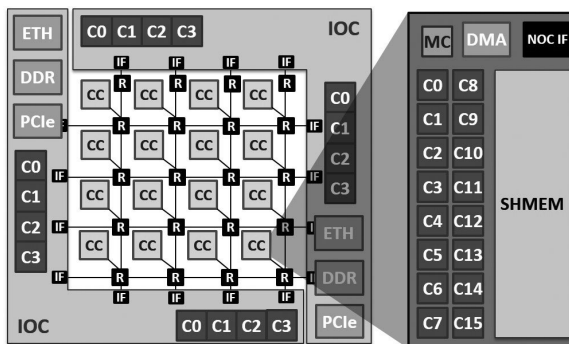 ETH C0 C1 C2 C3 IOC
IF IF IF IF
DDR R R R R
CC CC CC CC
C0
PCIe R R R R IF
C1
CC CC CC CC
C2
C0 IF R R R R IF
C3
C1
CC CC CC CC
C2 IF R R R R IF ETH
CC CC CC CC
C3
IF R R R R IF DDR
IF IF IF IF
IOC C0 C1 C2 C3 PCIe
MC DMA NOC IF
C0 C8
C1 C9
C2 C10
C3 C11
SHMEM
C4 C12
C5 C13
C6 C14
C7 C15